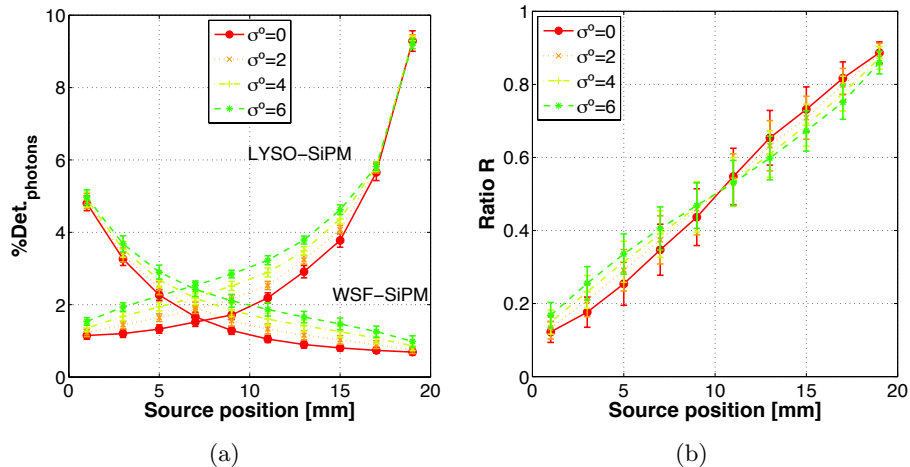 (a)
10
8
6
4
2
0
0 5 10 15 20
%Det.photons
Source position [mm]
σº=0
σº=2
σº=4
σº=6
LYSO−SiPM
WSF−SiPM
(a)
(b)
1
0.8
0.6
0.4
0.2
0
0 5 10 15 20
Ratio R
Source position [mm]
σº=0
σº=2
σº=4
σº=6
(b)